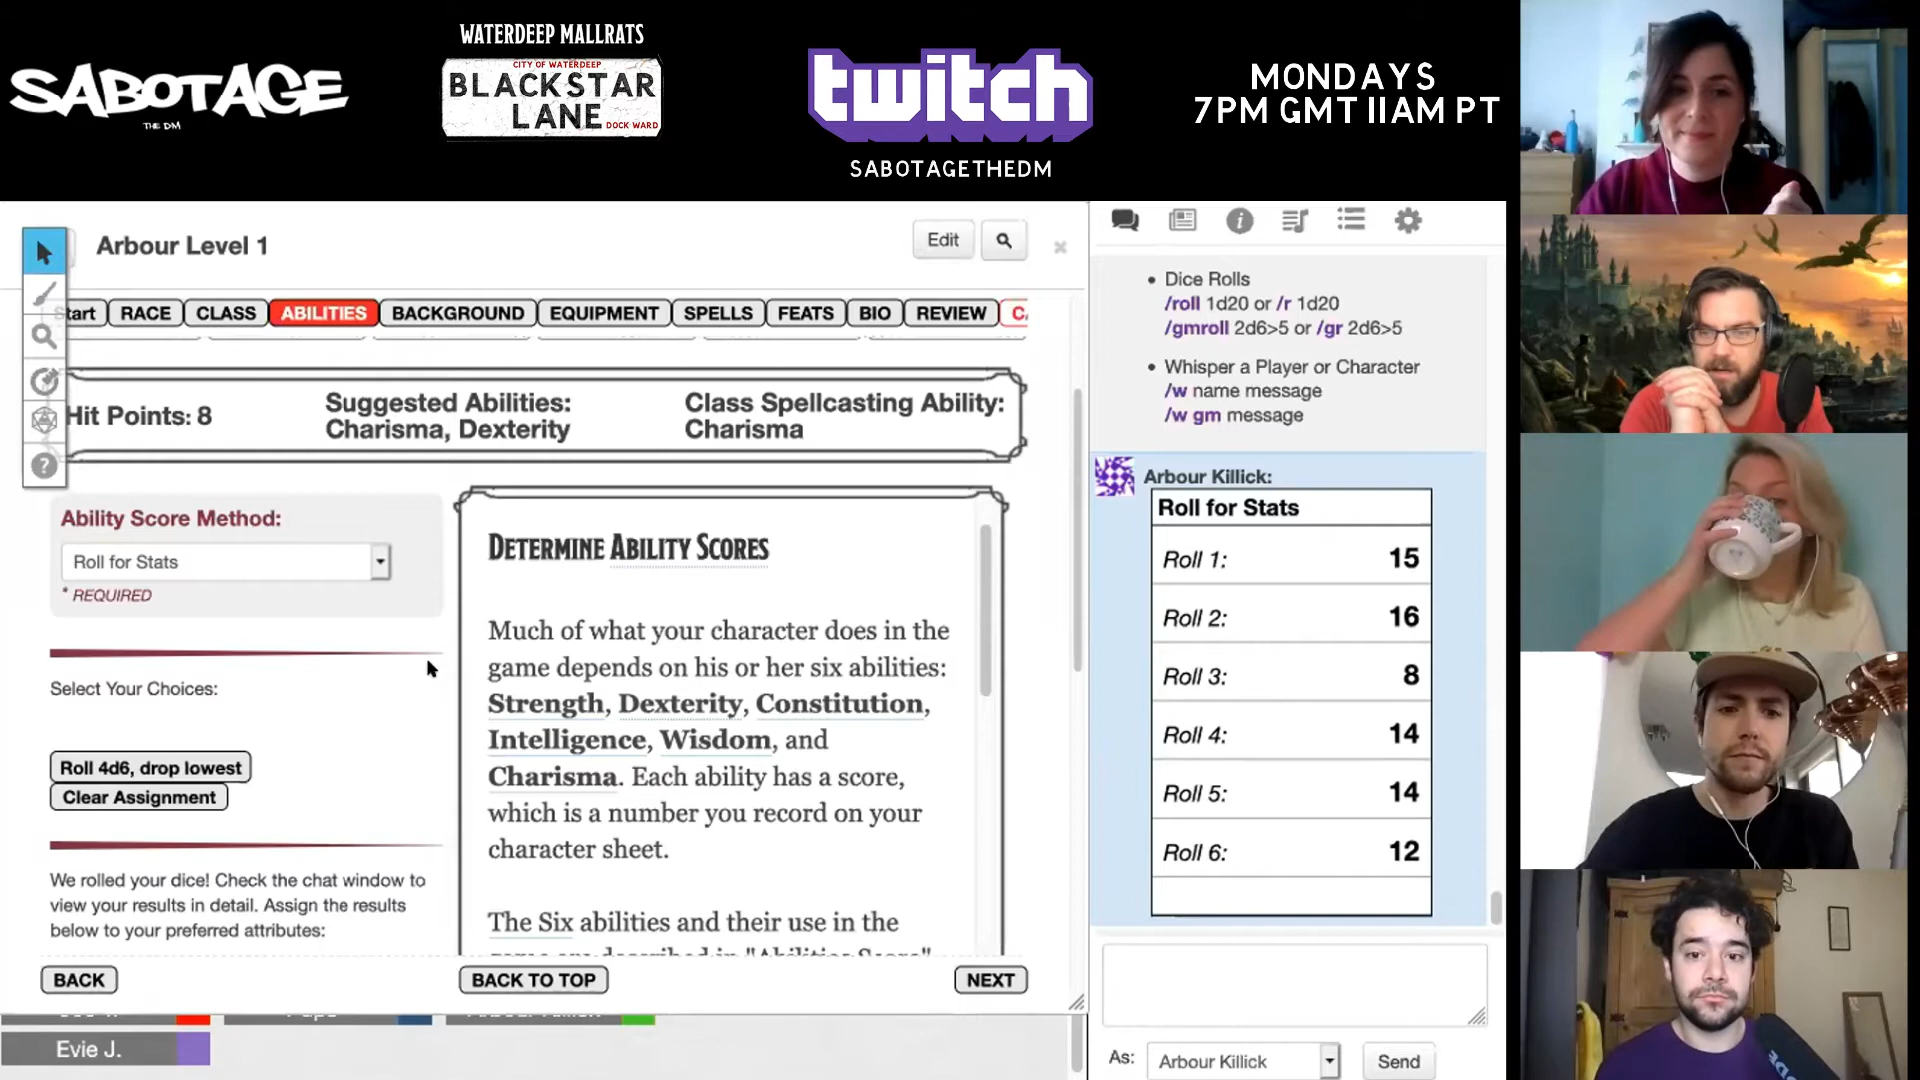 SABOTAGE
THE DM
WATERDEEP MALLRATS
CITY OF WATERDEEP
BLACKSTAR
LANE
DOCK WARD
twitch
SABOTAGETHEDM
MONDAYS
7PM GMT 11AM PT
Arbour Level 1
Edit
Start
RACE
CLASS
ABILITIES
BACKGROUND
EQUIPMENT
SPELLS
FEATS
BIO
REVIEW
Hit Points: 8
Suggested Abilities:
Charisma, Dexterity
Class Spellcasting Ability:
Charisma
Ability Score Method:
Roll for Stats
* REQUIRED
Select Your Choices:
Roll 4d6, drop lowest
Clear Assignment
We rolled your dice! Check the chat window to
view your results in detail. Assign the results
below to your preferred attributes:
DETERMINE ABILITY SCORES
Much of what your character does in the
game depends on his or her six abilities:
Strength, Dexterity, Constitution,
Intelligence, Wisdom, and
Charisma. Each ability has a score,
which is a number you record on your
character sheet.
The Six abilities and their use in the
BACK
BACK TO TOP
NEXT
Evie J.
• Dice Rolls
/roll 1d20 or /r 1d20
/gmroll 2d6>5 or /gr 2d6>5
• Whisper a Player or Character
/w name message
/w gm message
Arbour Killick:
Roll for Stats
Roll 1: 15
Roll 2: 16
Roll 3: 8
Roll 4: 14
Roll 5: 14
Roll 6: 12
As:
Arbour Killick
Send